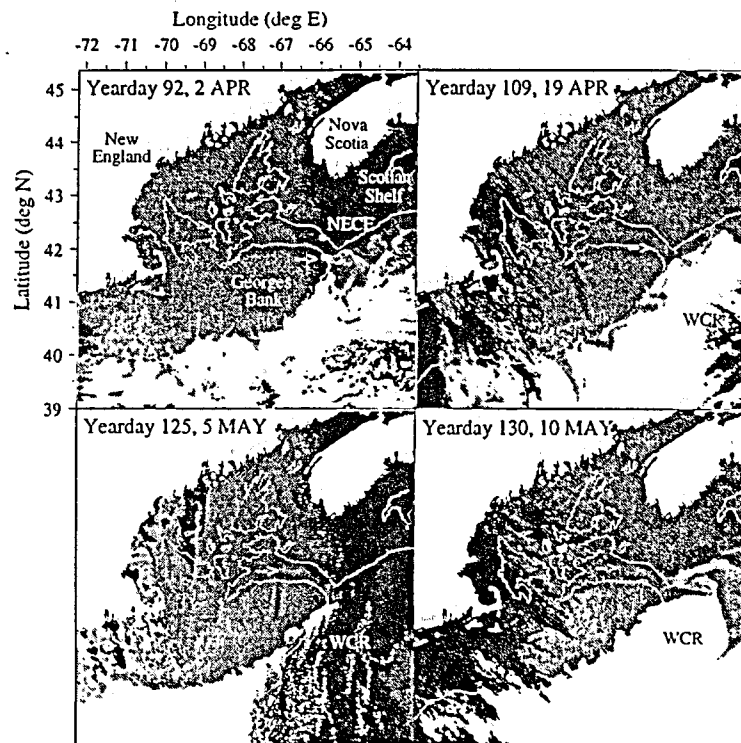 Longitude (deg E)
-72 -71 -70 -69 -68 -67 -66 -65 -64
Latitude (deg N)
45
44
43
42
41
40
39
Yearday 92, 2 APR
New
England
Nova
Scotia
Scotian
Shelf
NECE
Georges
Bank
Yearday 109, 19 APR
WCR
Yearday 125, 5 MAY
WCR
Yearday 130, 10 MAY
WCR